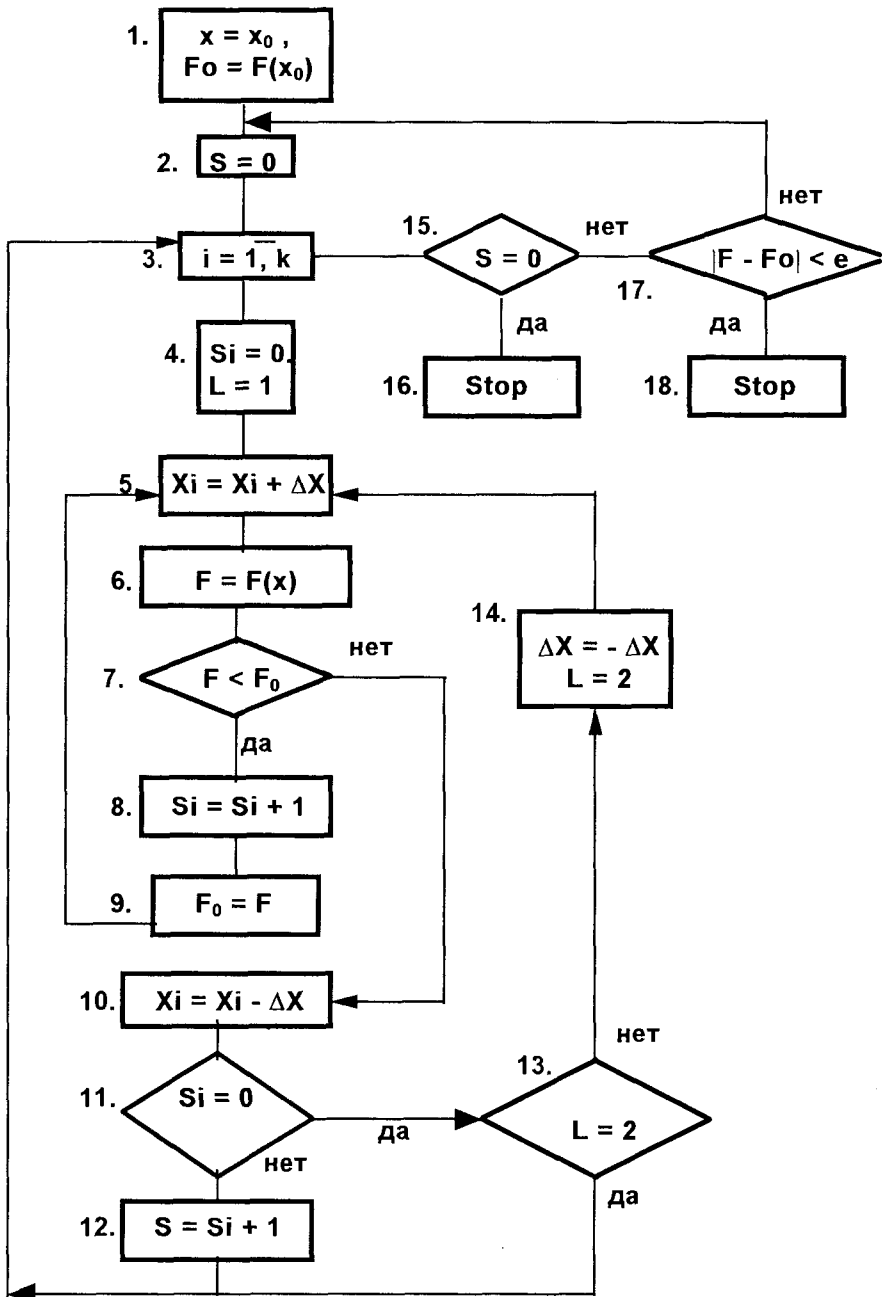 1.
x = x₀ ,
Fo = F(x₀)
2.
S = 0
3.
i = 1, k
15.
S = 0
нет
да
16.
Stop
17.
|F - Fo| < e
нет
да
18.
Stop
4.
Si = 0.
L = 1
5
Xi = Xi + ΔX
6.
F = F(x)
7.
F < F₀
нет
да
14.
ΔX = - ΔX
L = 2
8.
Si = Si + 1
9.
F₀ = F
10.
Xi = Xi - ΔX
11.
Si = 0
да
нет
13.
L = 2
нет
да
12.
S = Si + 1